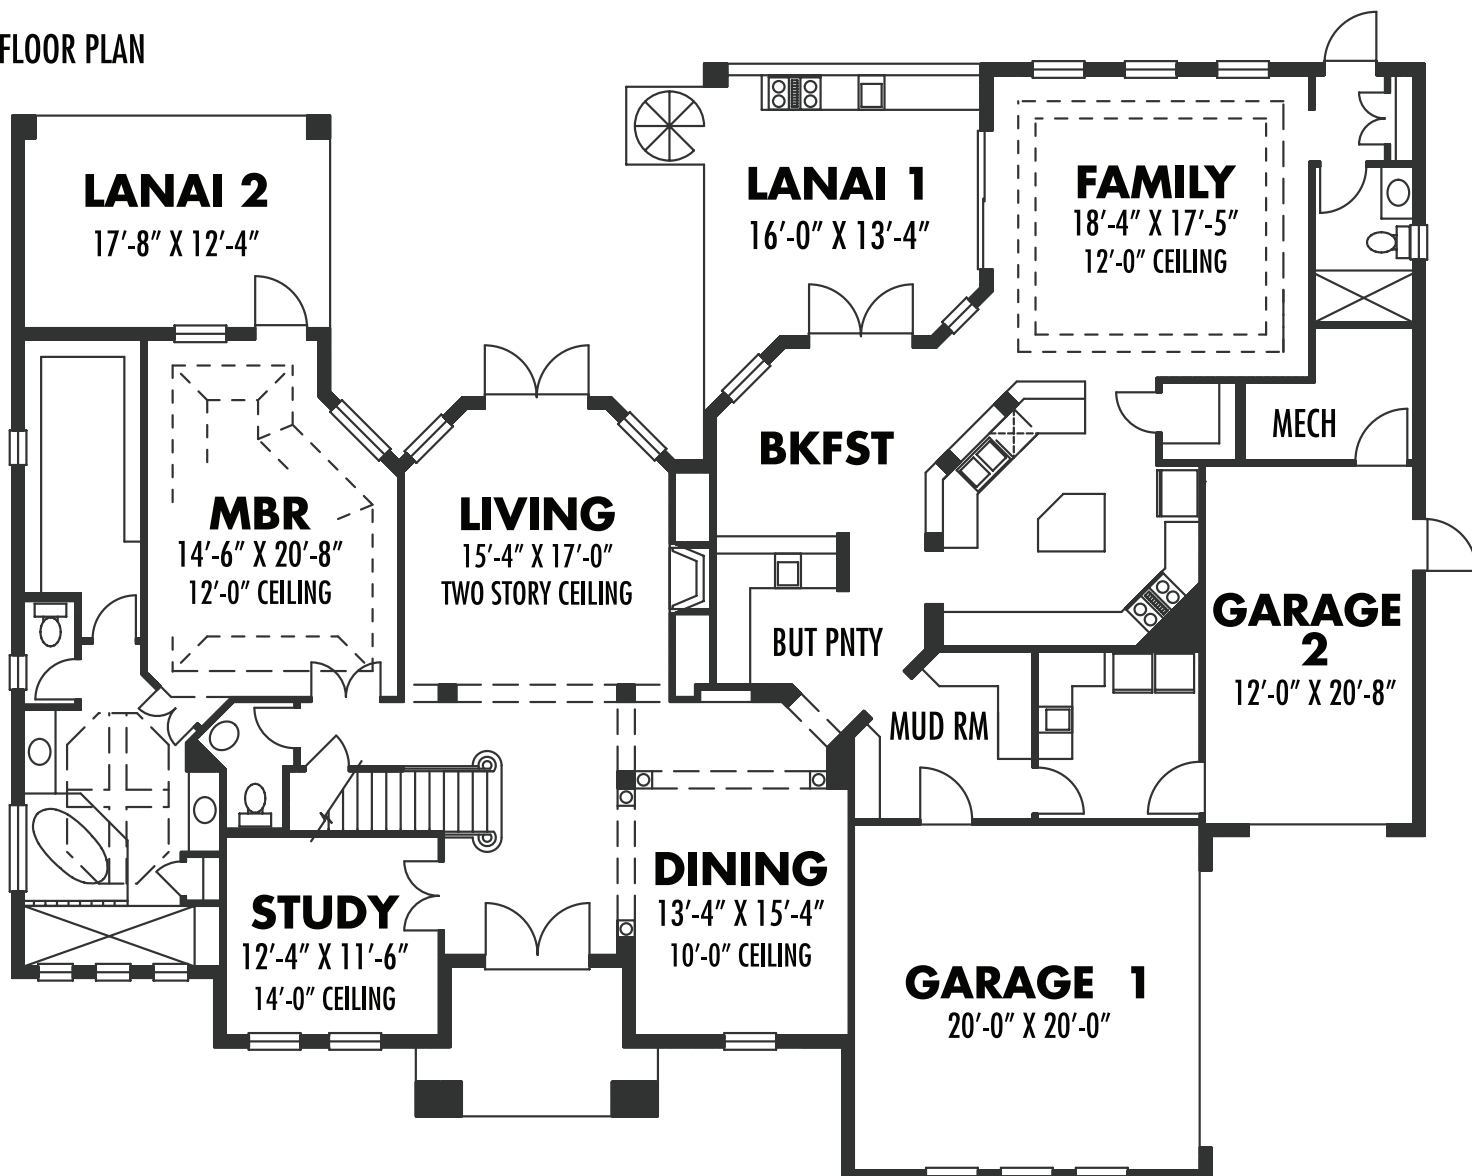 FLOOR PLAN
LANAI 2
17'-8" X 12'-4"
LANAI 1
16'-0" X 13'-4"
FAMILY
18'-4" X 17'-5"
12'-0" CEILING
MBR
14'-6" X 20'-8"
12'-0" CEILING
LIVING
15'-4" X 17'-0"
TWO STORY CEILING
BKFST
MECH
BUT PNTY
MUD RM
GARAGE
2
12'-0" X 20'-8"
STUDY
12'-4" X 11'-6"
14'-0" CEILING
DINING
13'-4" X 15'-4"
10'-0" CEILING
GARAGE 1
20'-0" X 20'-0"